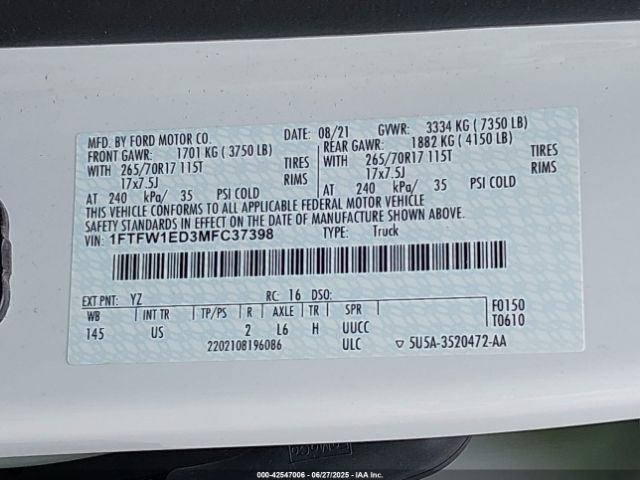 MFD. BY FORD MOTOR CO. DATE: 08/21 GVWR: 3334 KG ( 7350 LB)
FRONT GAWR: 1701 KG ( 3750 LB) REAR GAWR: 1882 KG ( 4150 LB)
WITH 265/70R17 115T TIRES WITH 265/70R17 115T TIRES
17x7.5J RIMS 17x7.5J RIMS
AT 240 kPa/ 35 PSI COLD AT 240 kPa/ 35 PSI COLD
THIS VEHICLE CONFORMS TO ALL APPLICABLE FEDERAL MOTOR VEHICLE
SAFETY STANDARDS IN EFFECT ON THE DATE OF MANUFACTURE SHOWN ABOVE.
VIN: 1FTFW1ED3MFC37398 TYPE: Truck
EXT PNT: YZ RC: 16 DSO:
WB INT TR TP/PS R AXLE TR SPR F0150
145 US 2 L6 H UUCC T0610
2202108196086 ULC ▽ 5U5A-3520472-AA
000-42547006 - 06/27/2025 - IAA Inc.